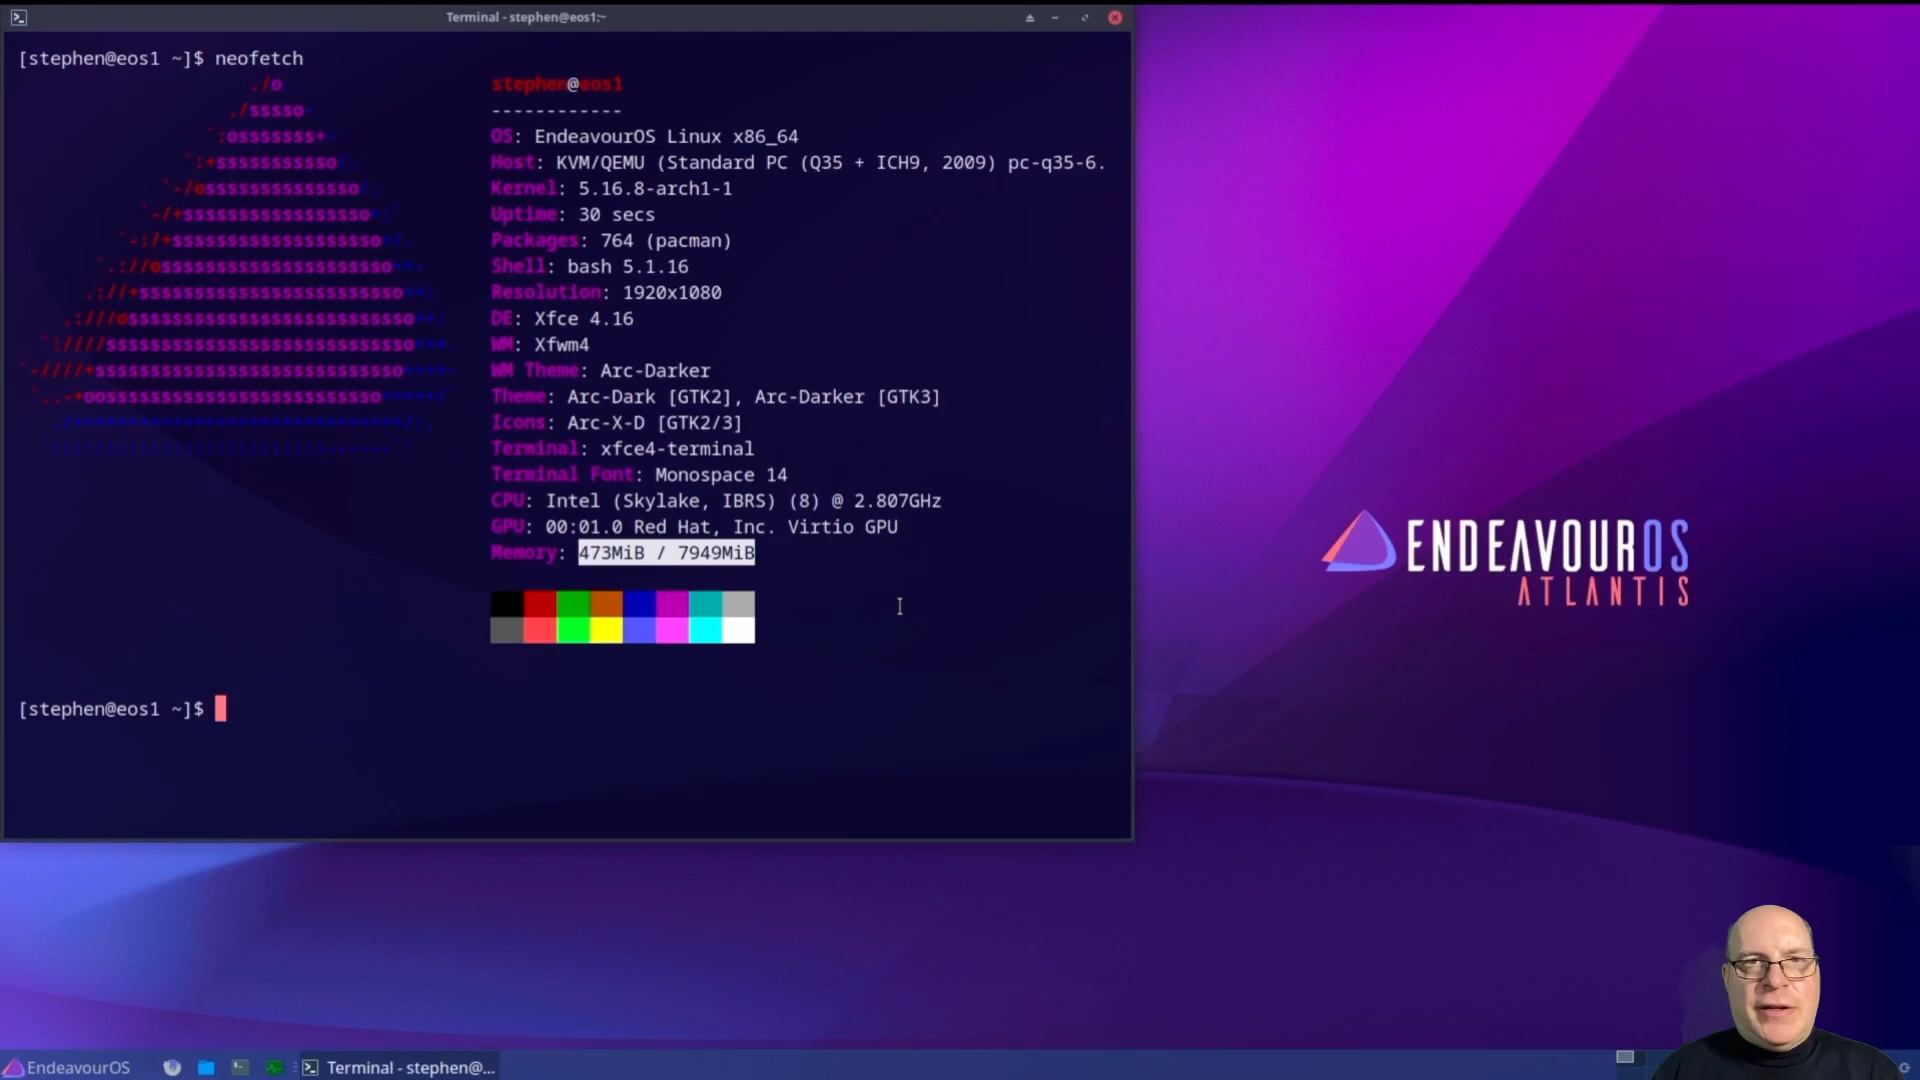 Terminal - stephen@eos1:~
[stephen@eos1 ~]$ neofetch
stephen@eos1
------------
OS: EndeavourOS Linux x86_64
Host: KVM/QEMU (Standard PC (Q35 + ICH9, 2009) pc-q35-6.
Kernel: 5.16.8-arch1-1
Uptime: 30 secs
Packages: 764 (pacman)
Shell: bash 5.1.16
Resolution: 1920x1080
DE: Xfce 4.16
WM: Xfwm4
WM Theme: Arc-Darker
Theme: Arc-Dark [GTK2], Arc-Darker [GTK3]
Icons: Arc-X-D [GTK2/3]
Terminal: xfce4-terminal
Terminal Font: Monospace 14
CPU: Intel (Skylake, IBRS) (8) @ 2.807GHz
GPU: 00:01.0 Red Hat, Inc. Virtio GPU
Memory: 473MiB / 7949MiB
[stephen@eos1 ~]$
ENDEAVOUROS
ATLANTIS
EndeavourOS
Terminal - stephen@...